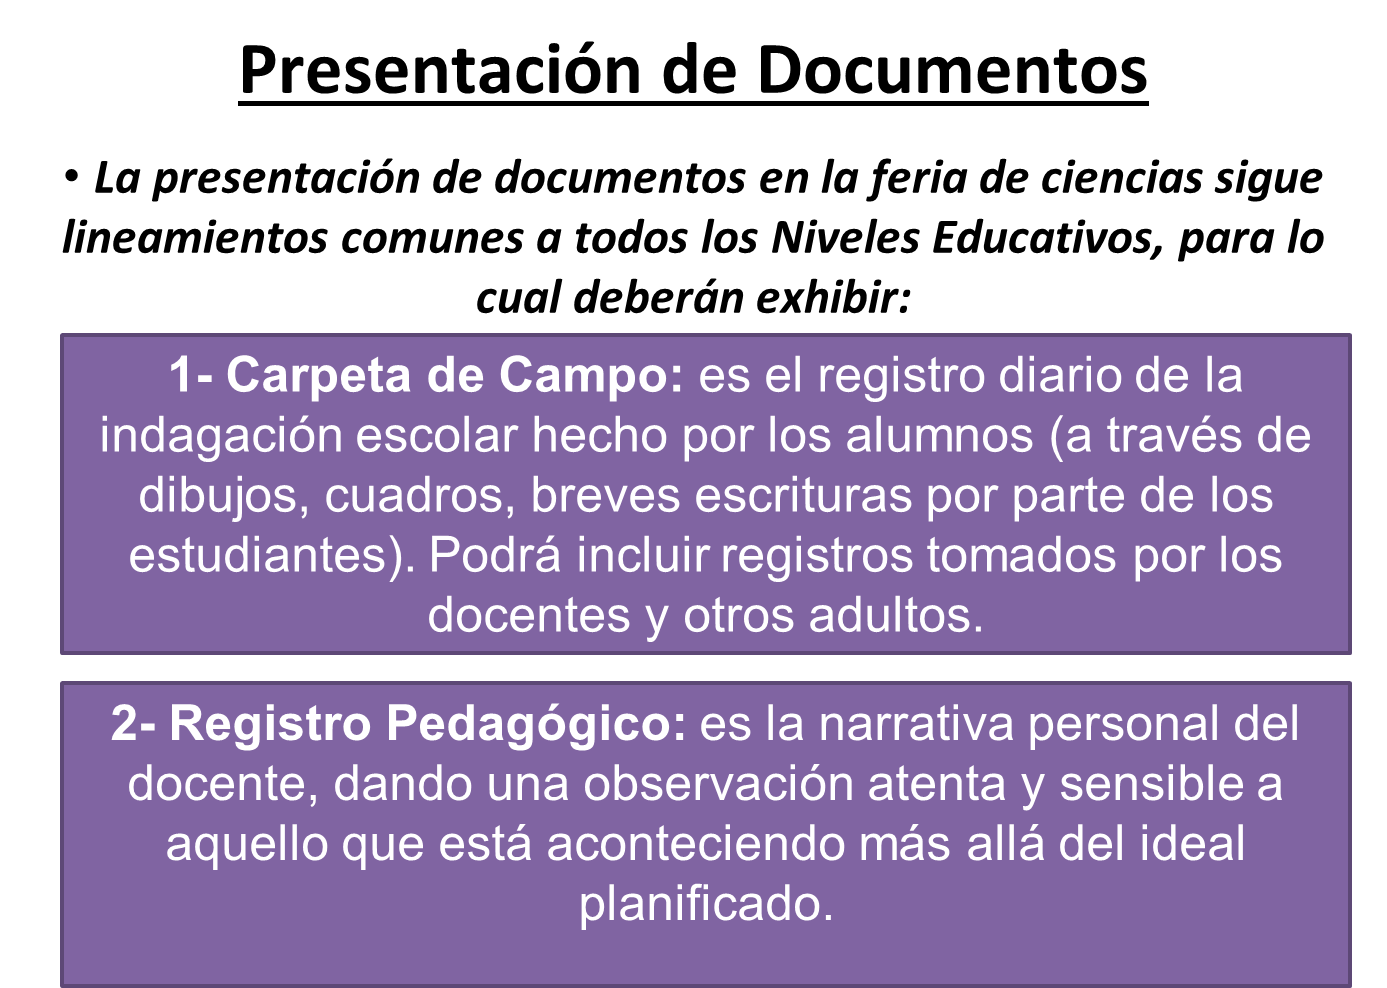 Presentación de Documentos
• La presentación de documentos en la feria de ciencias sigue
lineamientos comunes a todos los Niveles Educativos, para lo
cual deberán exhibir:
1- Carpeta de Campo: es el registro diario de la
indagación escolar hecho por los alumnos (a través de
dibujos, cuadros, breves escrituras por parte de los
estudiantes). Podrá incluir registros tomados por los
docentes y otros adultos.
2- Registro Pedagógico: es la narrativa personal del
docente, dando una observación atenta y sensible a
aquello que está aconteciendo más allá del ideal
planificado.